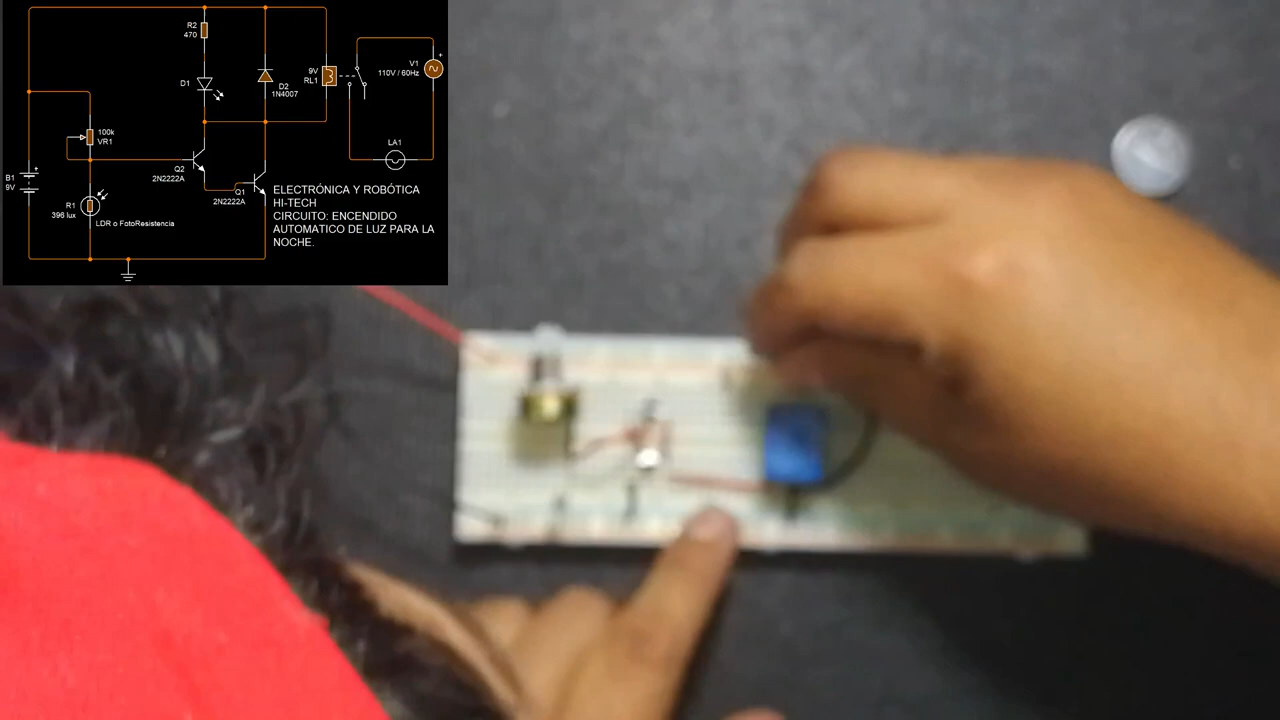 R2
470
D1
D2
1N4007
9V
RL1
V1
110V / 60Hz
100k
VR1
LA1
B1
9V
Q2
2N2222A
Q1
2N2222A
R1
396 lux
LDR o FotoResistencia
ELECTRÓNICA Y ROBÓTICA
HI-TECH
CIRCUITO: ENCENDIDO
AUTOMATICO DE LUZ PARA LA
NOCHE.